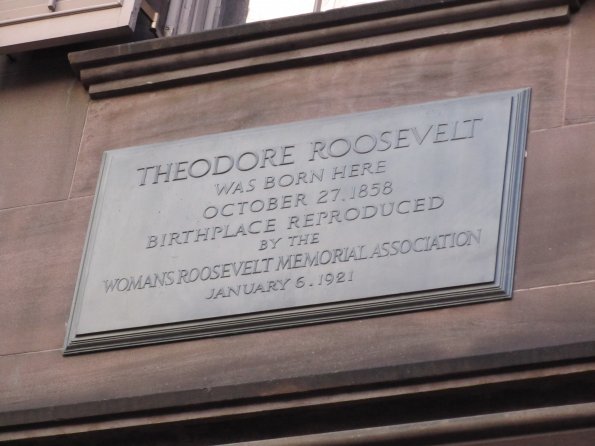 THEODORE ROOSEVELT
WAS BORN HERE
OCTOBER 27.1858
BIRTHPLACE REPRODUCED
BY THE
WOMANS ROOSEVELT MEMORIAL ASSOCIATION
JANUARY 6.1921